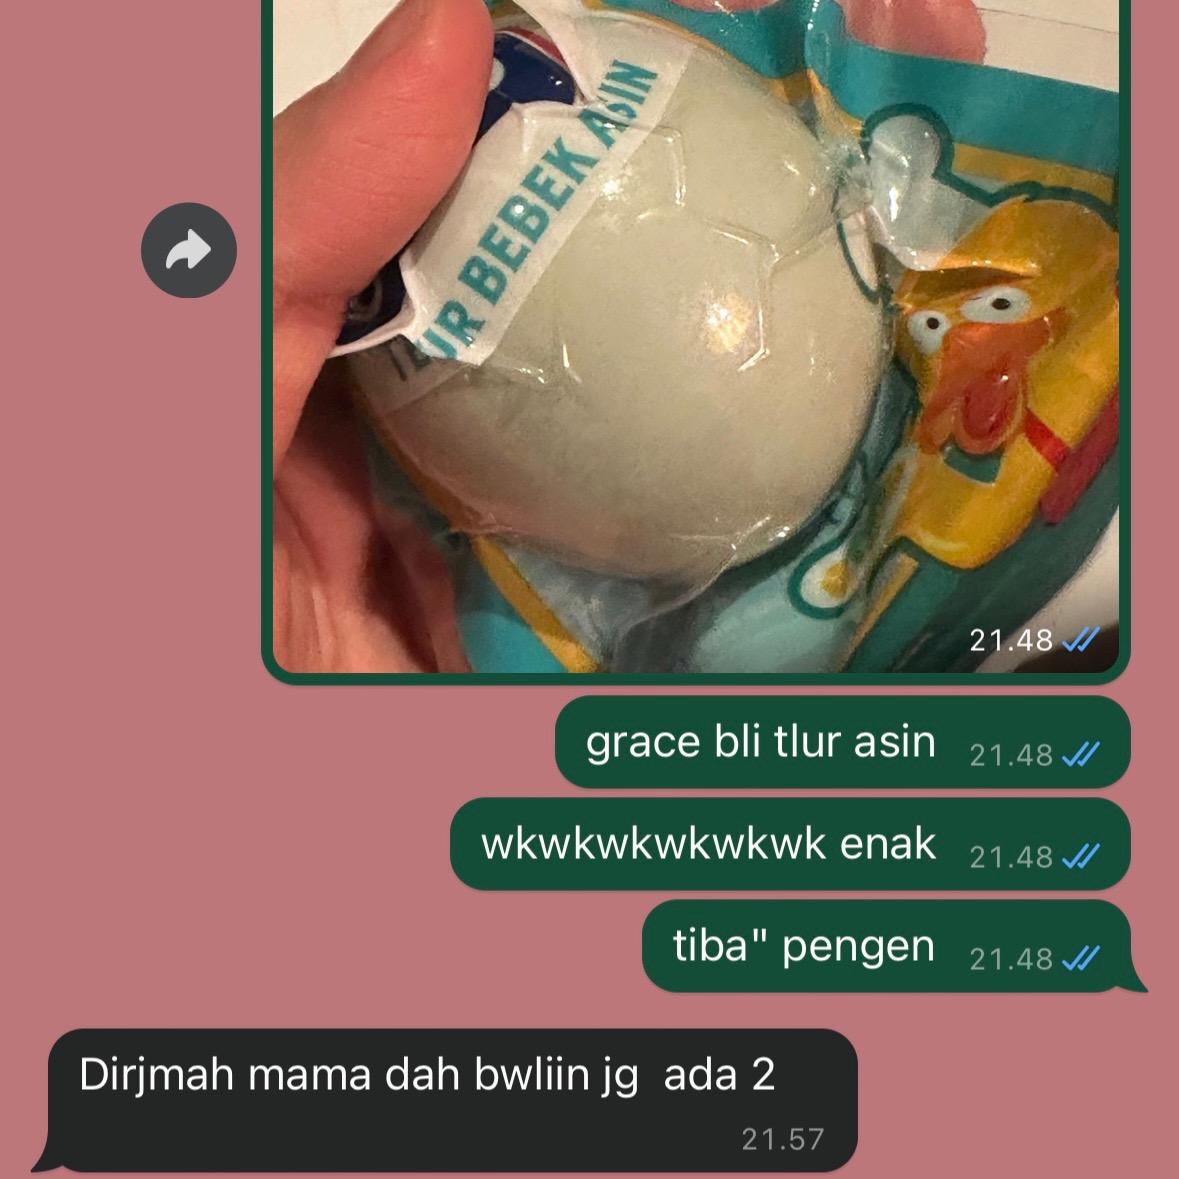 UR BEBEK ASIN
21.48
grace bli tlur asin 21.48
wkwkwkwkwkwk enak 21.48
tiba" pengen 21.48
Dirjmah mama dah bwliin jg  ada 2
21.57